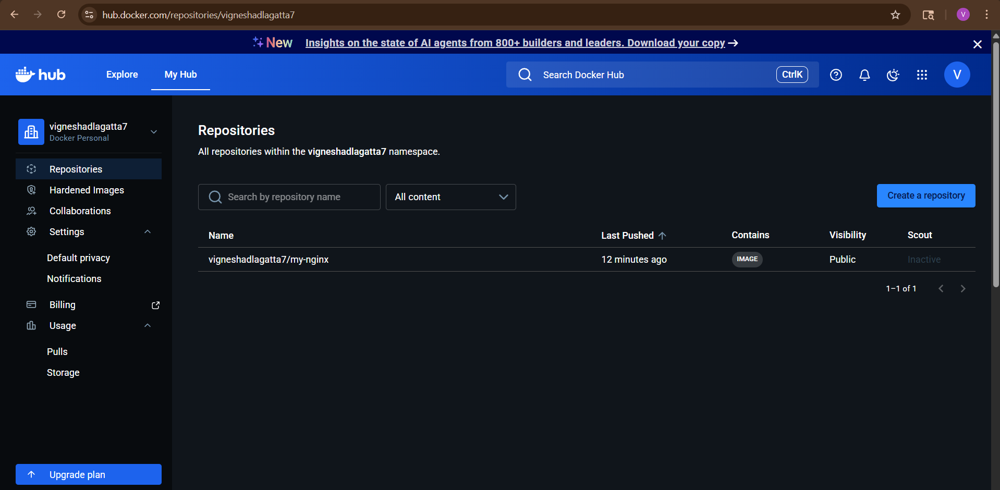 hub.docker.com/repositories/vigneshadlagatta7
V
New Insights on the state of AI agents from 800+ builders and leaders. Download your copy →
hub Explore My Hub Search Docker Hub CtrlK V
vigneshadlagatta7
Docker Personal
Repositories
Hardened Images
Collaborations
Settings
Default privacy
Notifications
Billing
Usage
Pulls
Storage
Upgrade plan
Repositories
All repositories within the vigneshadlagatta7 namespace.
Search by repository name All content Create a repository
Name Last Pushed Contains Visibility Scout
vigneshadlagatta7/my-nginx 12 minutes ago IMAGE Public Inactive
1–1 of 1